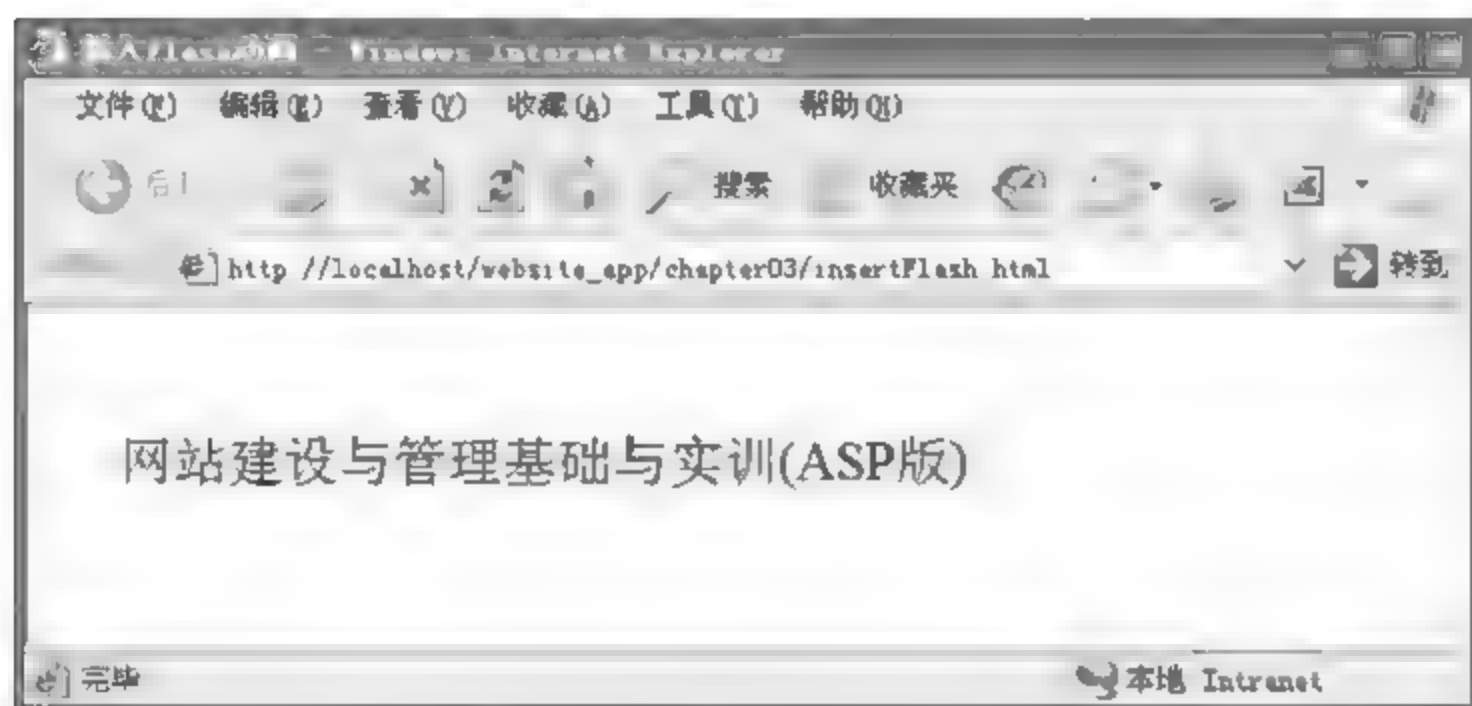 入Flash动画 - Windows Internet Explorer
文件(F) 编辑(E) 查看(V) 收藏(A) 工具(T) 帮助(H)
搜索 收藏夹
http //localhost/website_app/chapter03/insertFlash html 转到
网站建设与管理基础与实训(ASP版)
完毕 本地 Intranet